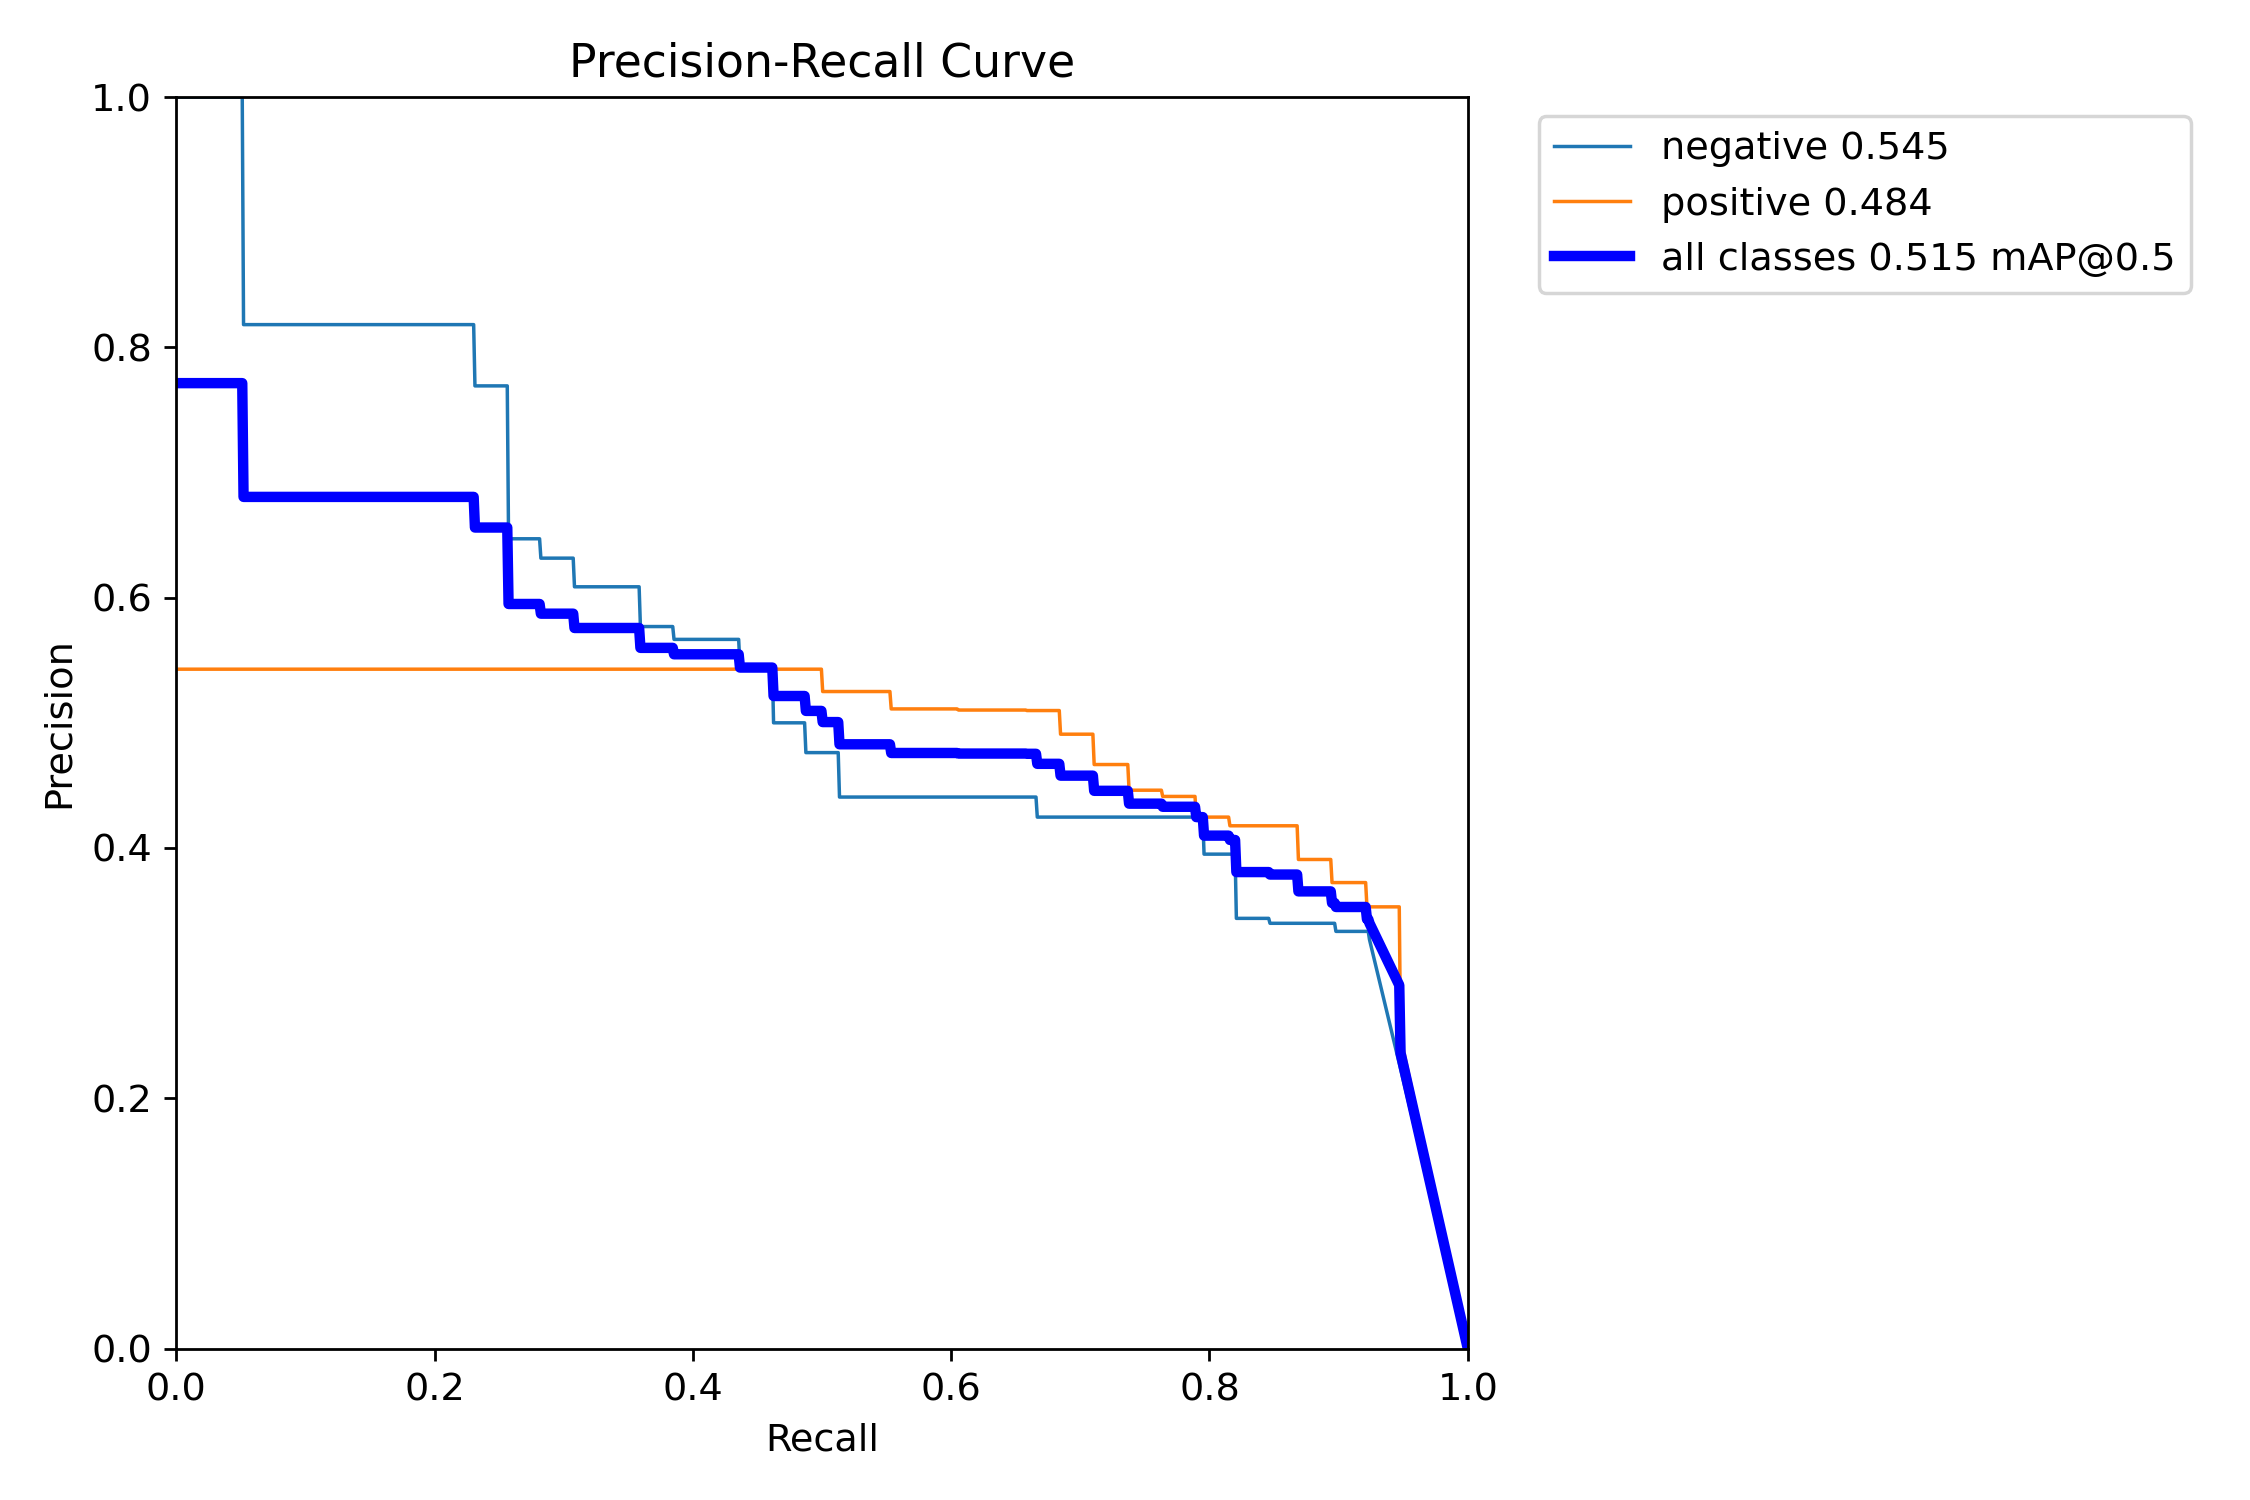 Precision-Recall Curve
1.0
0.8
0.6
0.4
0.2
0.0
Precision
0.0 0.2 0.4 0.6 0.8 1.0
Recall
negative 0.545
positive 0.484
all classes 0.515 mAP@0.5